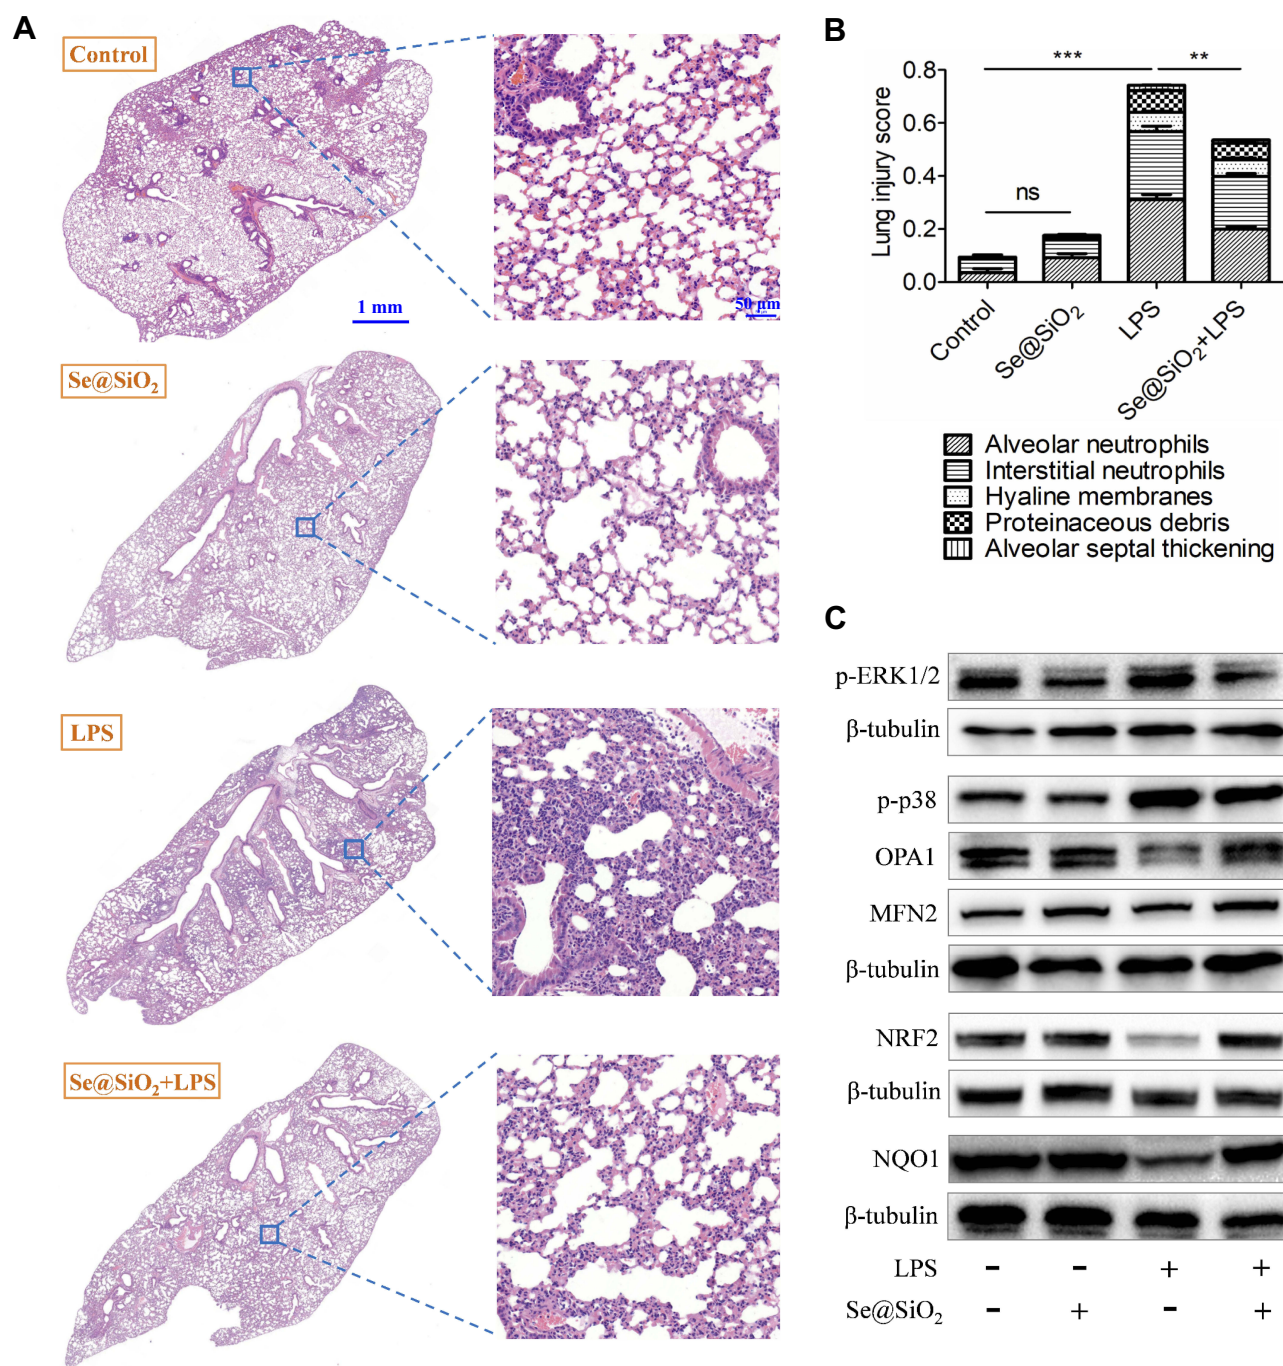 A
Control
1 mm
50 μm
Se@SiO₂
LPS
Se@SiO₂+LPS
B
Lung injury score
0.8
0.6
0.4
0.2
0.0
***
**
ns
Control
Se@SiO₂
LPS
Se@SiO₂+LPS
Alveolar neutrophils
Interstitial neutrophils
Hyaline membranes
Proteinaceous debris
Alveolar septal thickening
C
p-ERK1/2
β-tubulin
p-p38
OPA1
MFN2
β-tubulin
NRF2
β-tubulin
NQO1
β-tubulin
LPS - - + +
Se@SiO₂ - + - +